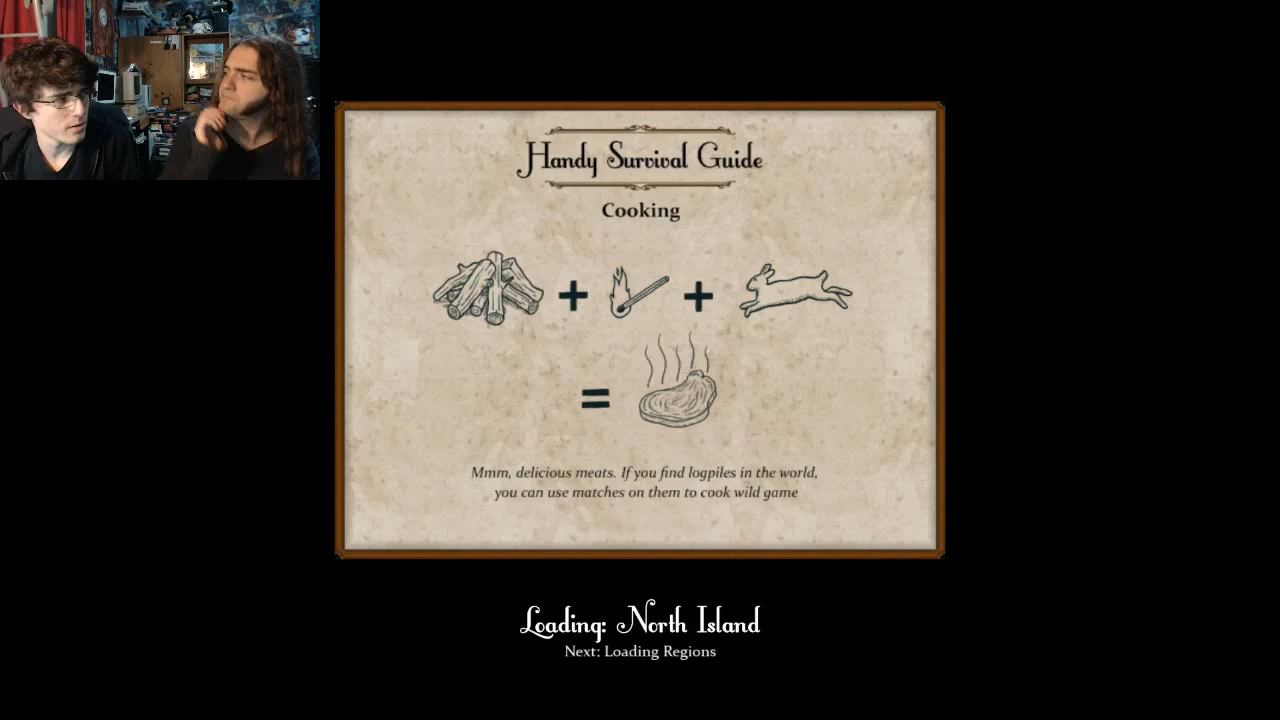 Handy Survival Guide
Cooking
+ +
=
Mmm, delicious meats. If you find logpiles in the world,
you can use matches on them to cook wild game
Loading: North Island
Next: Loading Regions